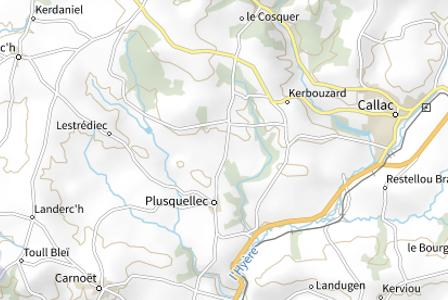 Kerdaniel
le Cosquer
c'h
Kerbouzard
Callac
Lestrédiec
Restellou Bra
Plusquellec
Landerc'h
Toull Bleï
l'Hyère
le Bourg
Carnoët
Landugen
Kerviou